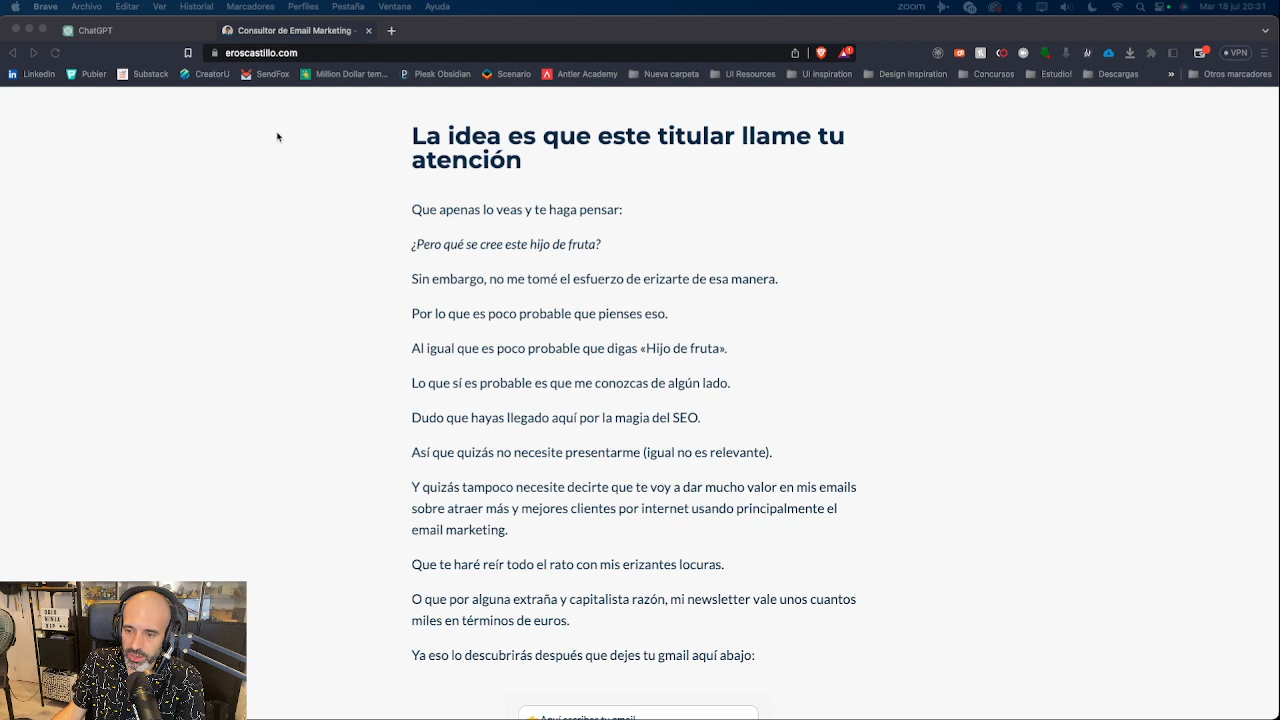 Brave Archivo Editar Ver Historial Marcadores Perfiles Pestaña Ventana Ayuda zoom Mar 18 jul 20:31
ChatGPT Consultor de Email Marketing -
eroscastillo.com VPN
LinkedIn Publer Substack CreatorU SendFox Million Dollar tem... Plesk Obsidian Scenario Antler Academy Nueva carpeta UI Resources UI inspiration Design Inspiration Concursos Estudio! Descargas » Otros marcadores
La idea es que este titular llame tu
atención
Que apenas lo veas y te haga pensar:
¿Pero qué se cree este hijo de fruta?
Sin embargo, no me tomé el esfuerzo de erizarte de esa manera.
Por lo que es poco probable que pienses eso.
Al igual que es poco probable que digas «Hijo de fruta».
Lo que sí es probable es que me conozcas de algún lado.
Dudo que hayas llegado aquí por la magia del SEO.
Así que quizás no necesite presentarme (igual no es relevante).
Y quizás tampoco necesite decirte que te voy a dar mucho valor en mis emails
sobre atraer más y mejores clientes por internet usando principalmente el
email marketing.
Que te haré reír todo el rato con mis erizantes locuras.
O que por alguna extraña y capitalista razón, mi newsletter vale unos cuantos
miles en términos de euros.
Ya eso lo descubrirás después que dejes tu gmail aquí abajo:
Aquí escribes tu gmail